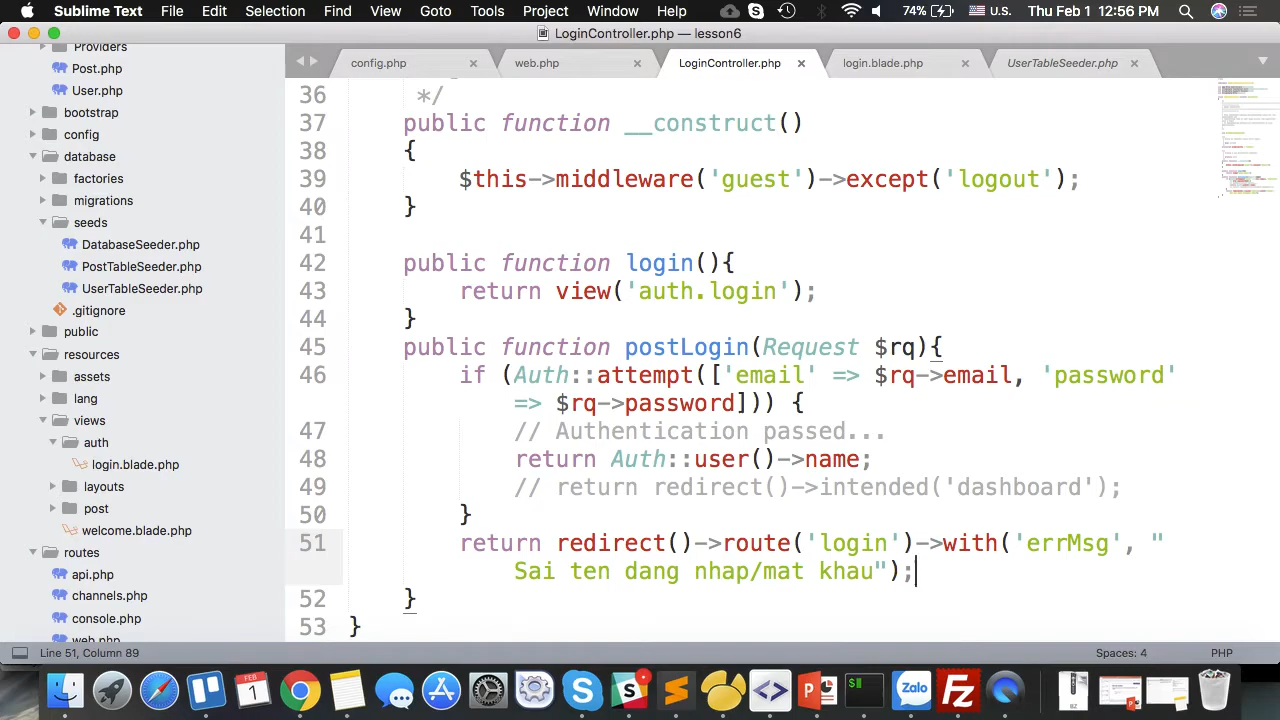 Sublime Text File Edit Selection Find View Goto Tools Project Window Help 74% U.S. Thu Feb 1 12:56 PM
LoginController.php — lesson6
config.php web.php LoginController.php login.blade.php UserTableSeeder.php
Providers
Post.php
User.php
bootstrap
config
database
factories
migrations
seeds
DatabaseSeeder.php
PostTableSeeder.php
UserTableSeeder.php
.gitignore
public
resources
assets
lang
views
auth
login.blade.php
layouts
post
welcome.blade.php
routes
api.php
channels.php
console.php
web.php
36 */
37 public function __construct()
38 {
39 $this->middleware('guest')->except('logout');
40 }
41
42 public function login(){
43 return view('auth.login');
44 }
45 public function postLogin(Request $rq){
46 if (Auth::attempt(['email' => $rq->email, 'password'
=> $rq->password])) {
47 // Authentication passed...
48 return Auth::user()->name;
49 // return redirect()->intended('dashboard');
50 }
51 return redirect()->route('login')->with('errMsg', "
Sai ten dang nhap/mat khau");
52 }
53 }
Line 51, Column 89 Spaces: 4 PHP
FEB
1
Zalo
Fz
BZ